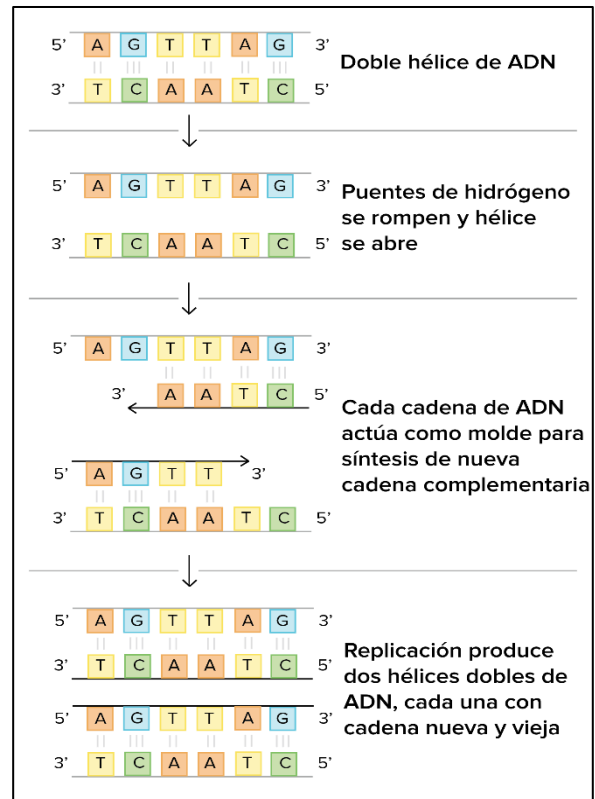 5’ A G T T A G 3’
3’ T C A A T C 5’
Doble hélice de ADN
5’ A G T T A G 3’
3’ T C A A T C 5’
Puentes de hidrógeno
se rompen y hélice
se abre
5’ A G T T A G 3’
3’ A A T C 5’
5’ A G T T 3’
3’ T C A A T C 5’
Cada cadena de ADN
actúa como molde para
síntesis de nueva
cadena complementaria
5’ A G T T A G 3’
3’ T C A A T C 5’
5’ A G T T A G 3’
3’ T C A A T C 5’
Replicación produce
dos hélices dobles de
ADN, cada una con
cadena nueva y vieja